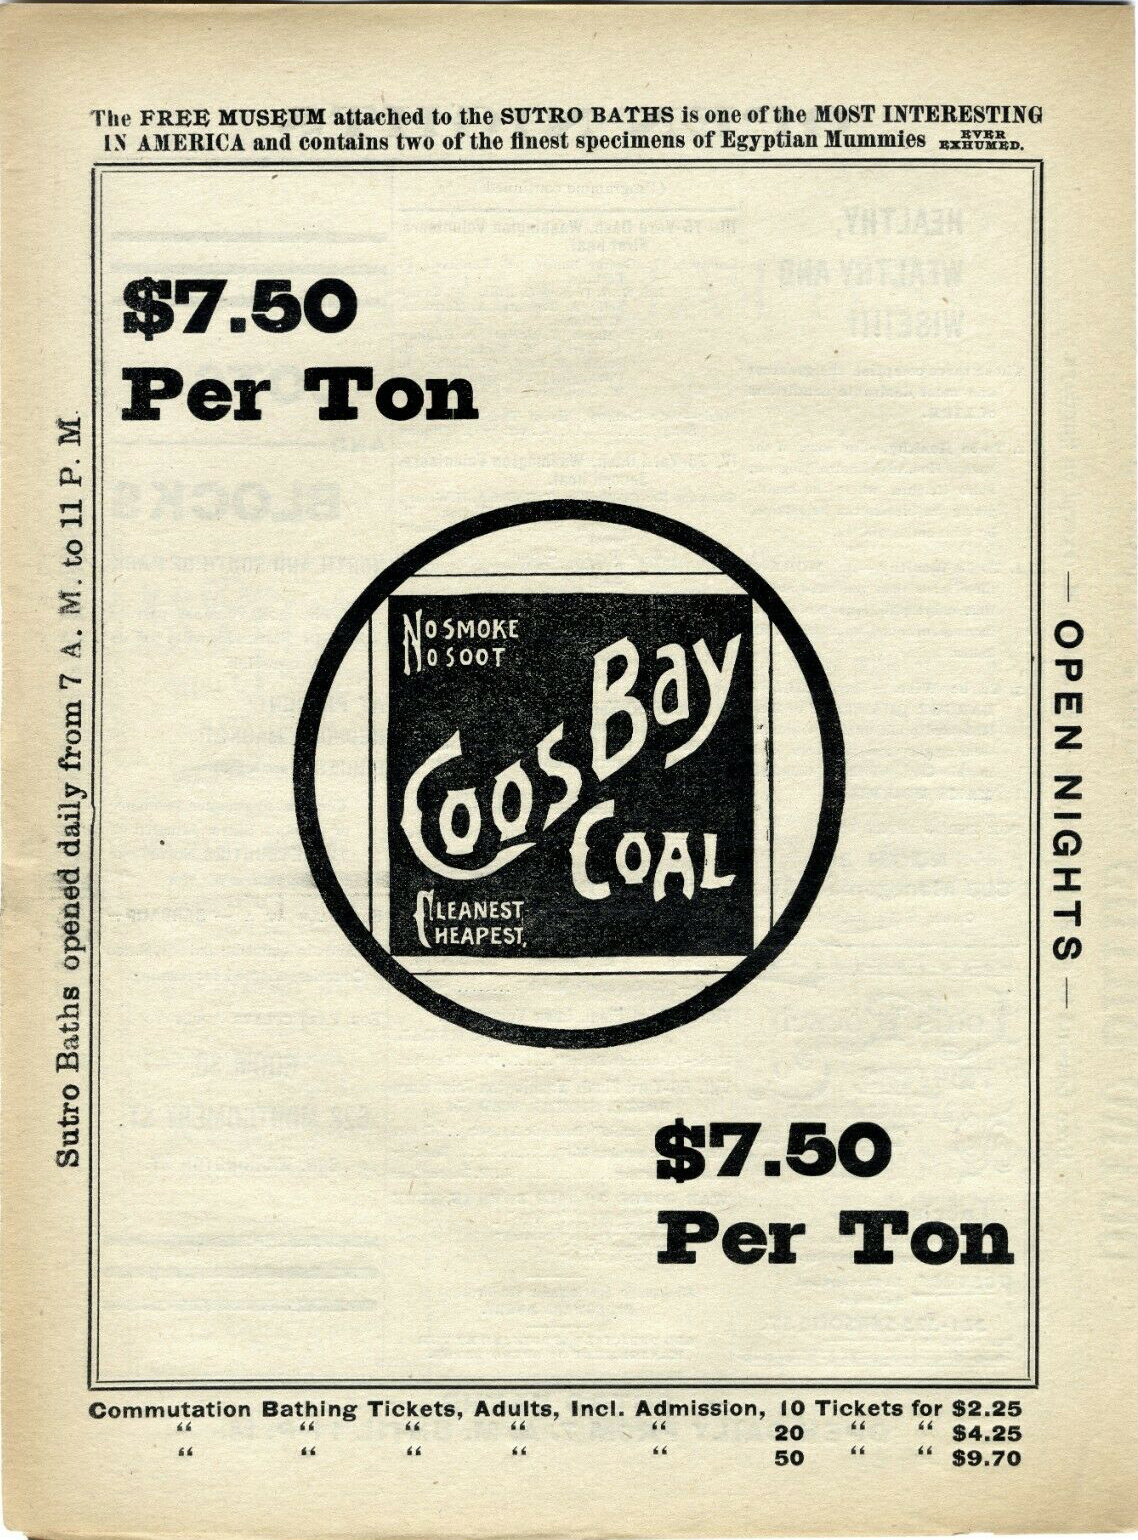 The FREE MUSEUM attached to the SUTRO BATHS is one of the MOST INTERESTING
IN AMERICA and contains two of the finest specimens of Egyptian Mummies EVER EXHUMED.
Sutro Baths opened daily from 7 A. M. to 11 P. M.
$7.50
Per Ton
NO SMOKE
NO SOOT
COOS BAY
COAL
CLEANEST
CHEAPEST,
$7.50
Per Ton
— OPEN NIGHTS —
Commutation Bathing Tickets, Adults, Incl. Admission, 10 Tickets for $2.25
“ “ “ “ “ 20 “ “ $4.25
“ “ “ “ “ 50 “ “ $9.70